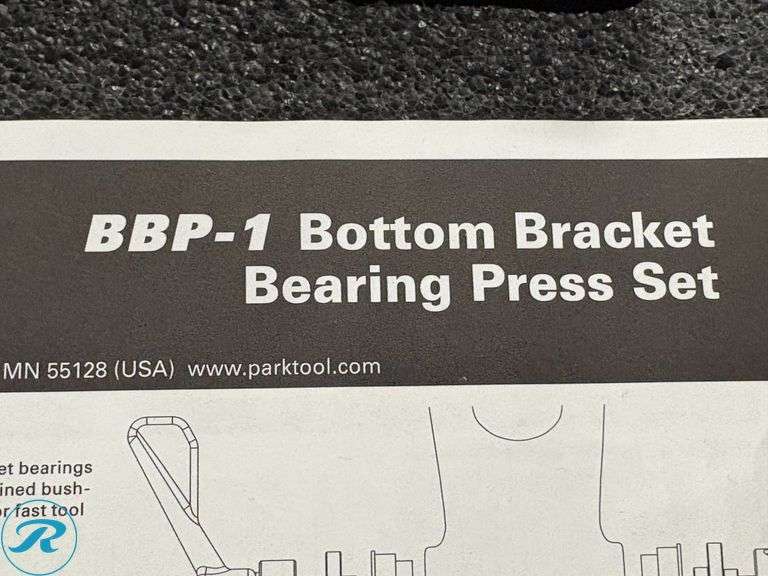 BBP-1 Bottom Bracket
Bearing Press Set
MN 55128 (USA) www.parktool.com
et bearings
ined bush-
or fast tool
R